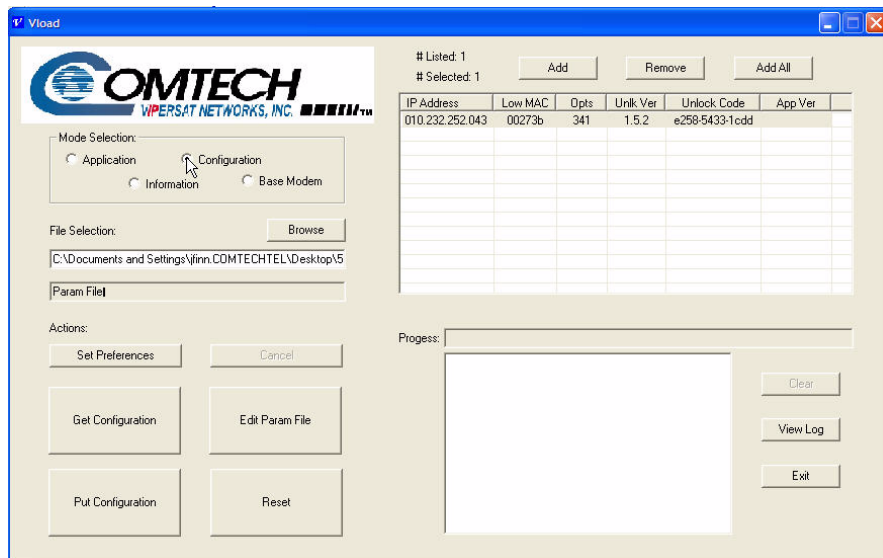 Vload
COMTECH
VIPERSAT NETWORKS, INC. TM
# Listed: 1
# Selected: 1
Add
Remove
Add All
IP Address Low MAC Opts Unlk Ver Unlock Code App Ver
010.232.252.043 00273b 341 1.5.2 e258-5433-1cdd
Mode Selection:
Application
Configuration
Information
Base Modem
File Selection:
Browse
C:\Documents and Settings\jfinn.COMTECHTEL\Desktop\5
Param File
Actions:
Set Preferences
Cancel
Get Configuration
Edit Param File
Put Configuration
Reset
Progess:
Clear
View Log
Exit